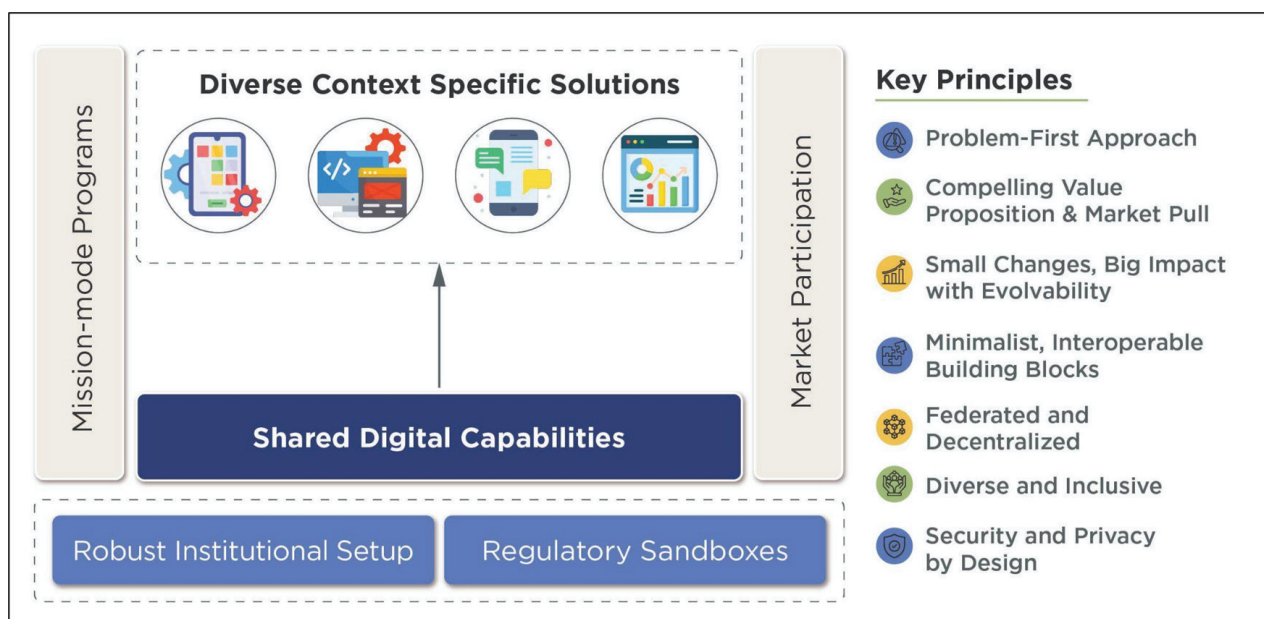 Mission-mode Programs
Diverse Context Specific Solutions
</>
Shared Digital Capabilities
Market Participation
Robust Institutional Setup
Regulatory Sandboxes
Key Principles
Problem-First Approach
Compelling Value
Proposition & Market Pull
Small Changes, Big Impact
with Evolvability
Minimalist, Interoperable
Building Blocks
Federated and
Decentralized
Diverse and Inclusive
Security and Privacy
by Design